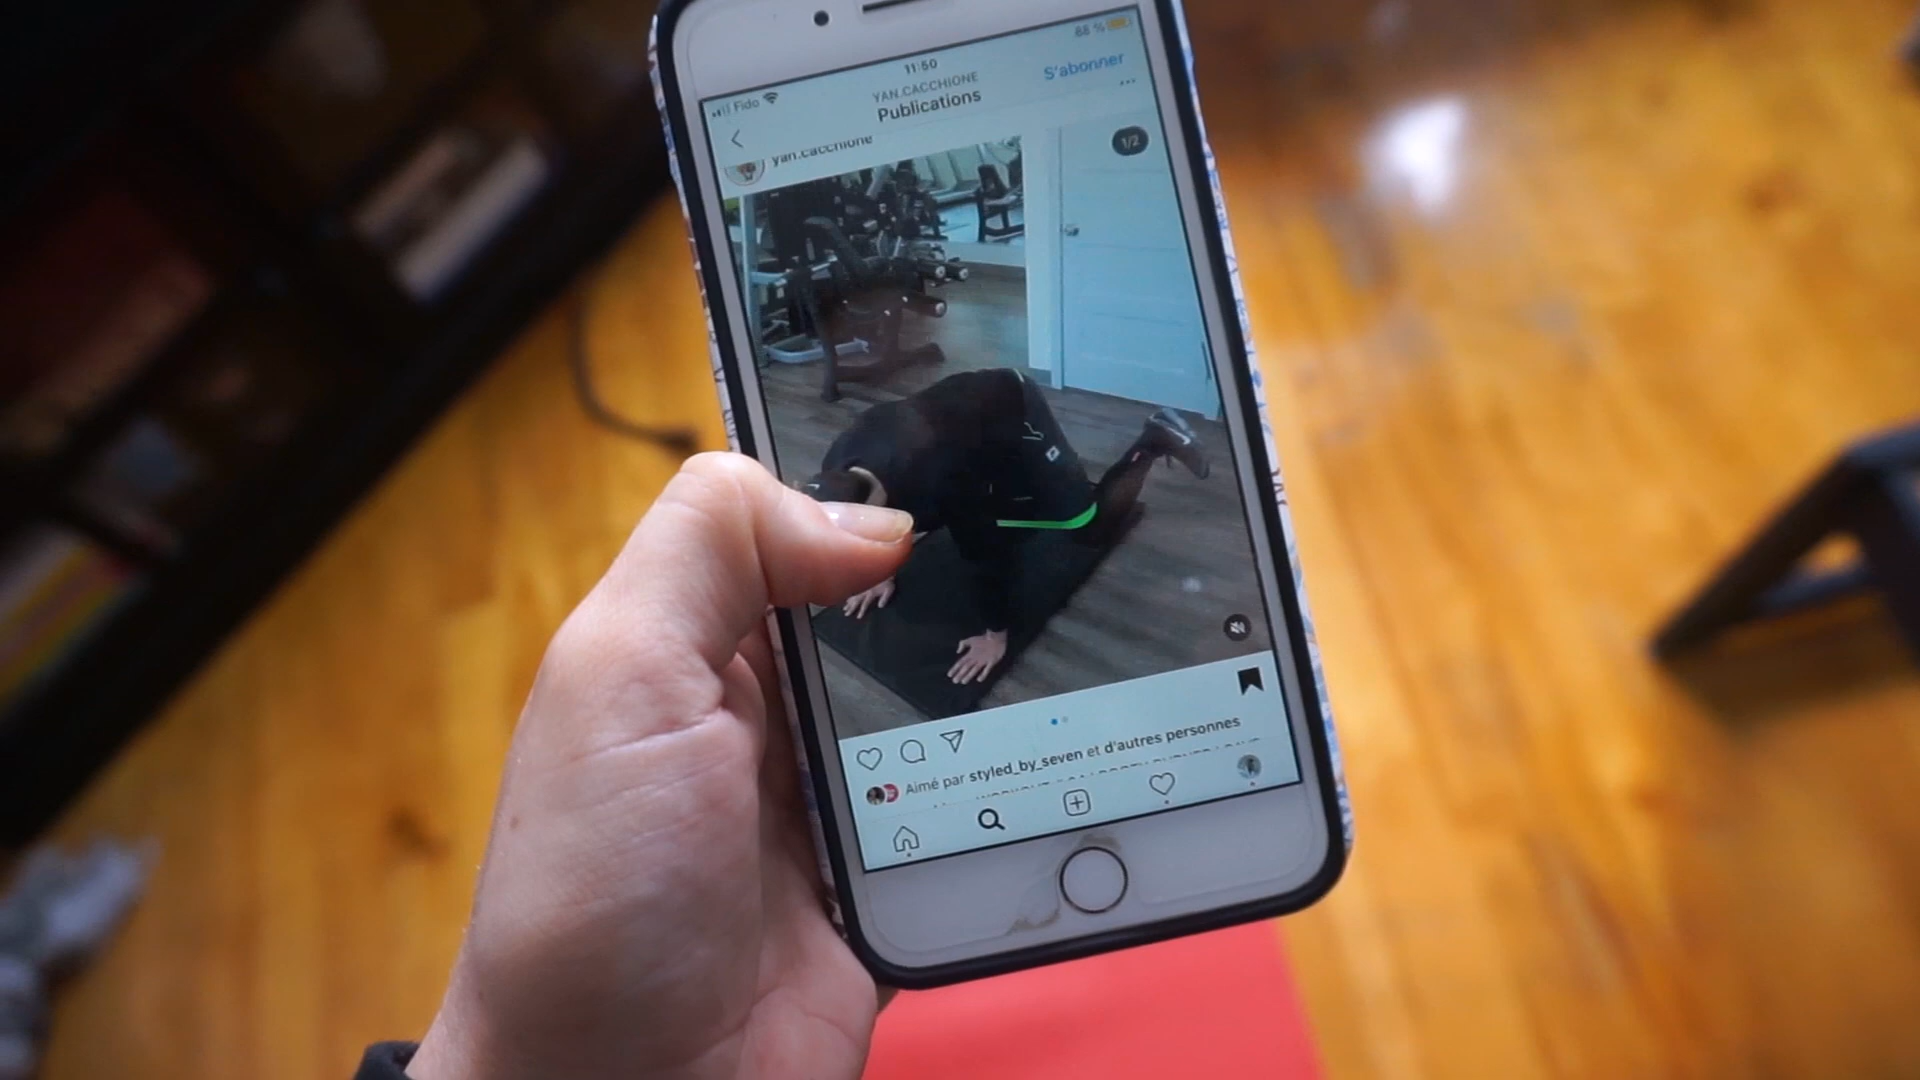 Fido
11:50
88 %
YAN.CACCHIONE
Publications
S'abonner
yan.cacchione
1/2
Aimé par styled_by_seven et d'autres personnes